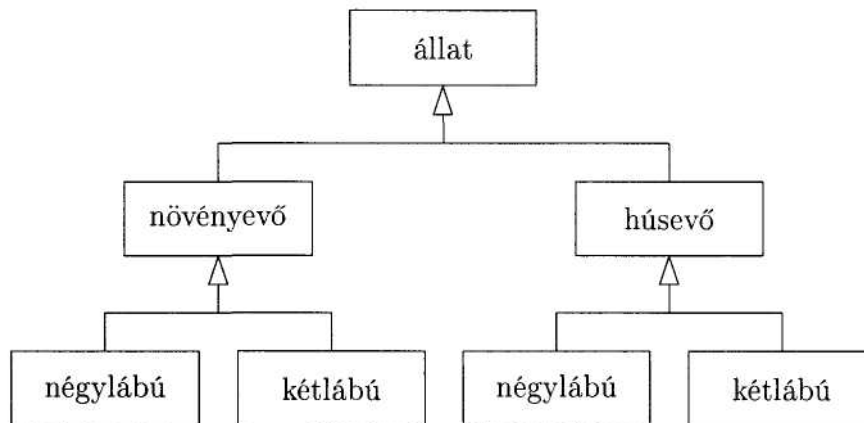 állat
növényevő
húsevő
négylábú
kétlábú
négylábú
kétlábú